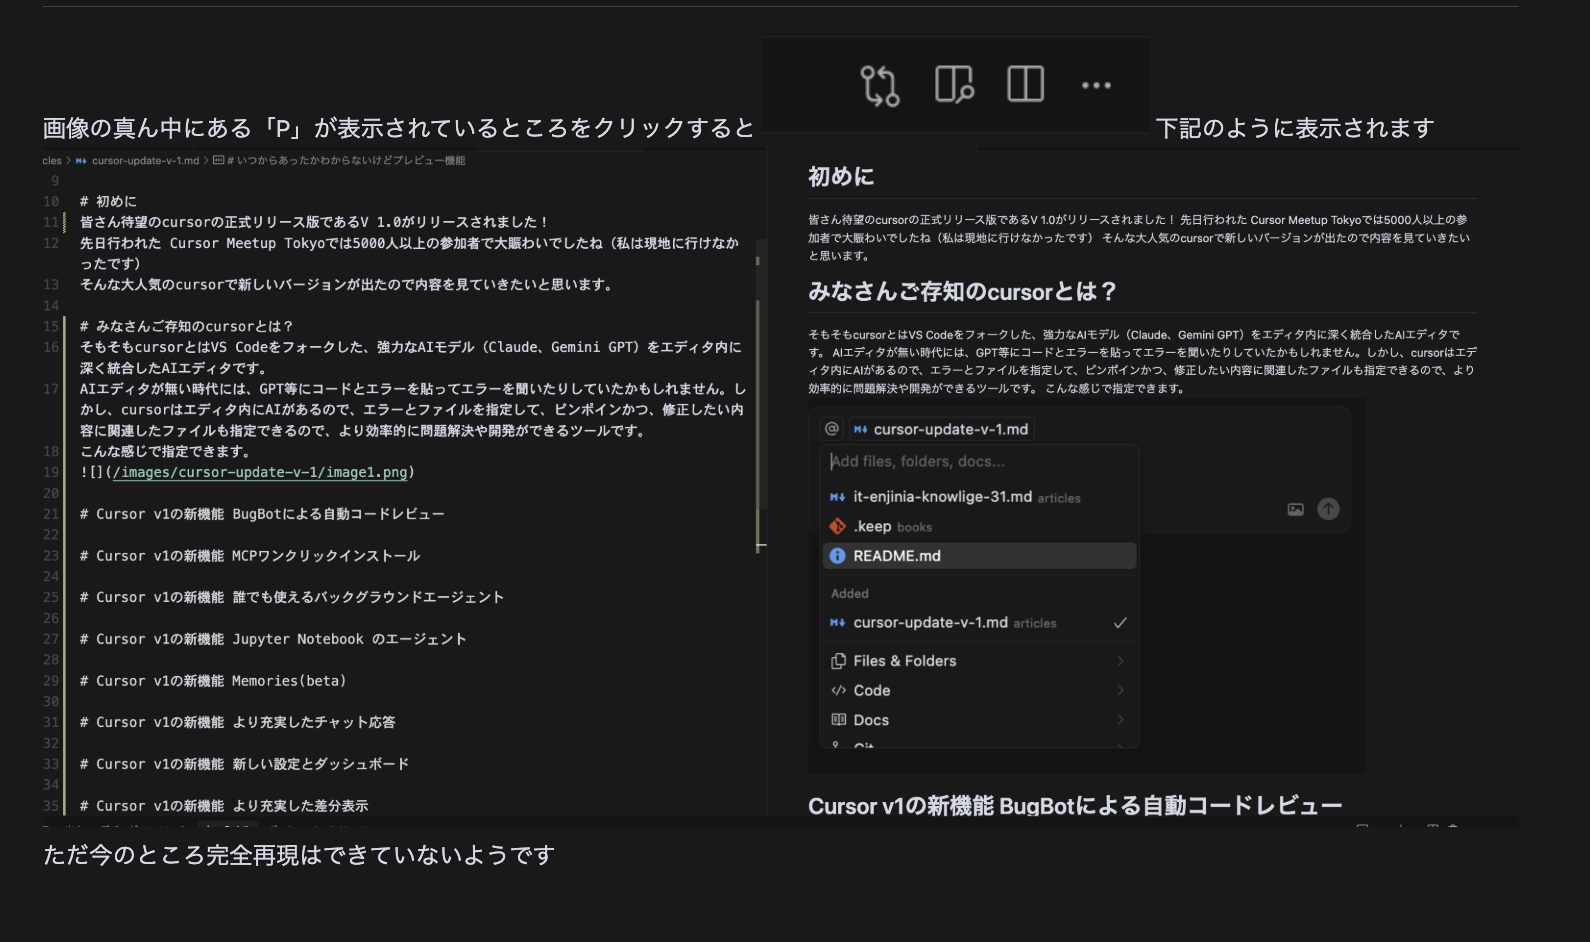 画像の真ん中にある「P」が表示されているところをクリックすると
下記のように表示されます
cles > cursor-update-v-1.md > # いつからあったかわからないけどプレビュー機能
9
10 # 初めに
11 皆さん待望のcursorの正式リリース版であるV 1.0がリリースされました！
12 先日行われた Cursor Meetup Tokyoでは5000人以上の参加者で大賑わいでしたね（私は現地に行けなか
ったです）
13 そんな大人気のcursorで新しいバージョンが出たので内容を見ていきたいと思います。
14
15 # みなさんご存知のcursorとは？
16 そもそもcursorとはVS Codeをフォークした、強力なAIモデル（Claude、Gemini GPT）をエディタ内に
深く統合したAIエディタです。
17 AIエディタが無い時代には、GPT等にコードとエラーを貼ってエラーを聞いたりしていたかもしれません。し
かし、cursorはエディタ内にAIがあるので、エラーとファイルを指定して、ピンポインかつ、修正したい内
容に関連したファイルも指定できるので、より効率的に問題解決や開発ができるツールです。
18 こんな感じで指定できます。
19 ![](/images/cursor-update-v-1/image1.png)
20
21 # Cursor v1の新機能 BugBotによる自動コードレビュー
22
23 # Cursor v1の新機能 MCPワンクリックインストール
24
25 # Cursor v1の新機能 誰でも使えるバックグラウンドエージェント
26
27 # Cursor v1の新機能 Jupyter Notebook のエージェント
28
29 # Cursor v1の新機能 Memories(beta)
30
31 # Cursor v1の新機能 より充実したチャット応答
32
33 # Cursor v1の新機能 新しい設定とダッシュボード
34
35 # Cursor v1の新機能 より充実した差分表示
初めに
皆さん待望のcursorの正式リリース版であるV 1.0がリリースされました！ 先日行われた Cursor Meetup Tokyoでは5000人以上の参
加者で大賑わいでしたね（私は現地に行けなかったです） そんな大人気のcursorで新しいバージョンが出たので内容を見ていきたい
と思います。
みなさんご存知のcursorとは？
そもそもcursorとはVS Codeをフォークした、強力なAIモデル（Claude、Gemini GPT）をエディタ内に深く統合したAIエディタで
す。 AIエディタが無い時代には、GPT等にコードとエラーを貼ってエラーを聞いたりしていたかもしれません。しかし、cursorはエデ
ィタ内にAIがあるので、エラーとファイルを指定して、ピンポインかつ、修正したい内容に関連したファイルも指定できるので、より
効率的に問題解決や開発ができるツールです。 こんな感じで指定できます。
@ cursor-update-v-1.md
Add files, folders, docs...
it-enjinia-knowlige-31.md articles
.keep books
README.md
Added
cursor-update-v-1.md articles
Files & Folders
Code
Docs
Git
Cursor v1の新機能 BugBotによる自動コードレビュー
ただ今のところ完全再現はできていないようです